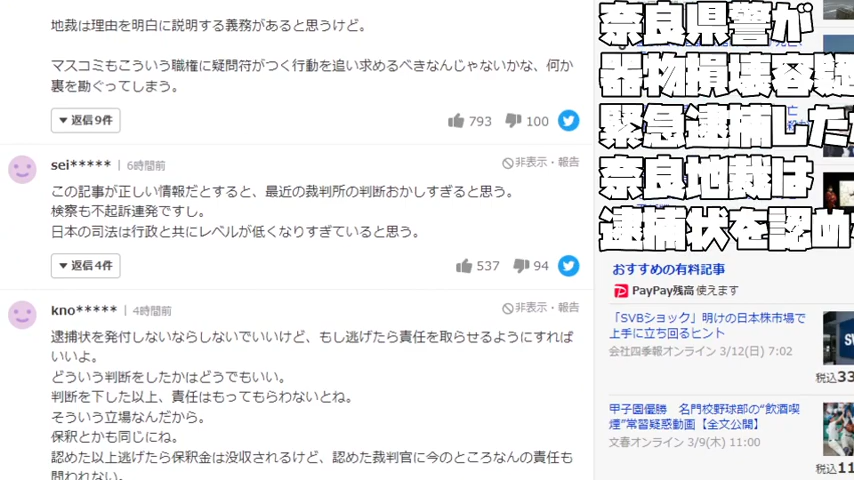 地裁は理由を明白に説明する義務があると思うけど。
マスコミもこういう職権に疑問符がつく行動を追い求めるべきなんじゃないかな、何か
裏を勘ぐってしまう。
▼返信9件
793
100
sei***** | 6時間前
非表示・報告
この記事が正しい情報だとすると、最近の裁判所の判断おかしすぎると思う。
検察も不起訴連発ですし。
日本の司法は行政と共にレベルが低くなりすぎていると思う。
▼返信4件
537
94
kno***** | 4時間前
非表示・報告
逮捕状を発付しないならしないでいいけど、もし逃げたら責任を取らせるようにすれば
いいよ。
どういう判断をしたかはどうでもいい。
判断を下した以上、責任はもってもらわないとね。
そういう立場なんだから。
保釈とかも同じにね。
認めた以上逃げたら保釈金は没収されるけど、認めた裁判官に今のところなんの責任も
問われない。
奈良県警が
器物損壊容疑
緊急逮捕した
奈良地裁は
逮捕状を認め
おすすめの有料記事
PayPay残高 使えます
「SVBショック」明けの日本株市場で
上手に立ち回るヒント
会社四季報オンライン 3/12(日) 7:02
税込33
甲子園優勝 名門校野球部の“飲酒喫
煙”常習疑惑動画【全文公開】
文春オンライン 3/9(木) 11:00
税込11